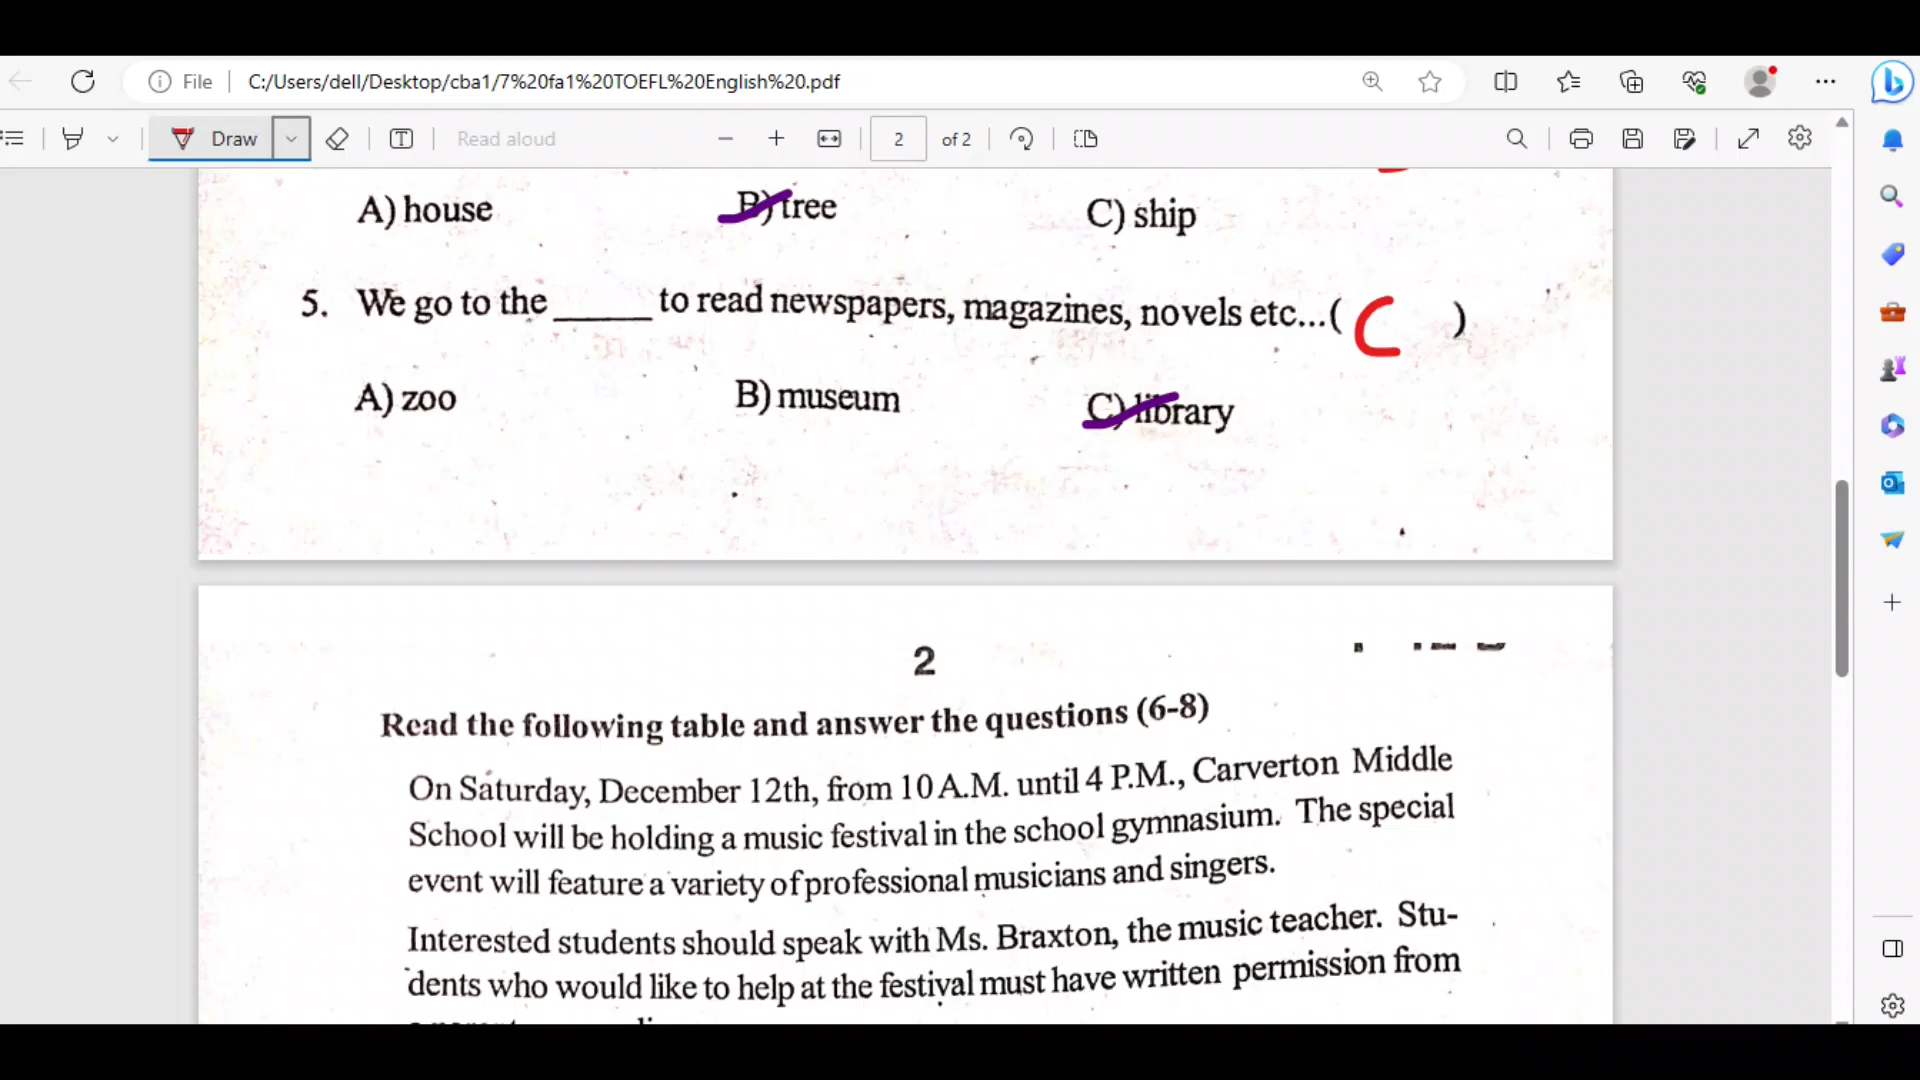 File
C:/Users/dell/Desktop/cba1/7%20fa1%20TOEFL%20English%20.pdf
Draw
Read aloud
2 of 2
A) house B) tree C) ship
5. We go to the _____ to read newspapers, magazines, novels etc...( C )
A) zoo B) museum C) library
2
Read the following table and answer the questions (6-8)
On Saturday, December 12th, from 10 A.M. until 4 P.M., Carverton Middle
School will be holding a music festival in the school gymnasium. The special
event will feature a variety of professional musicians and singers.
Interested students should speak with Ms. Braxton, the music teacher. Stu-
dents who would like to help at the festival must have written permission from